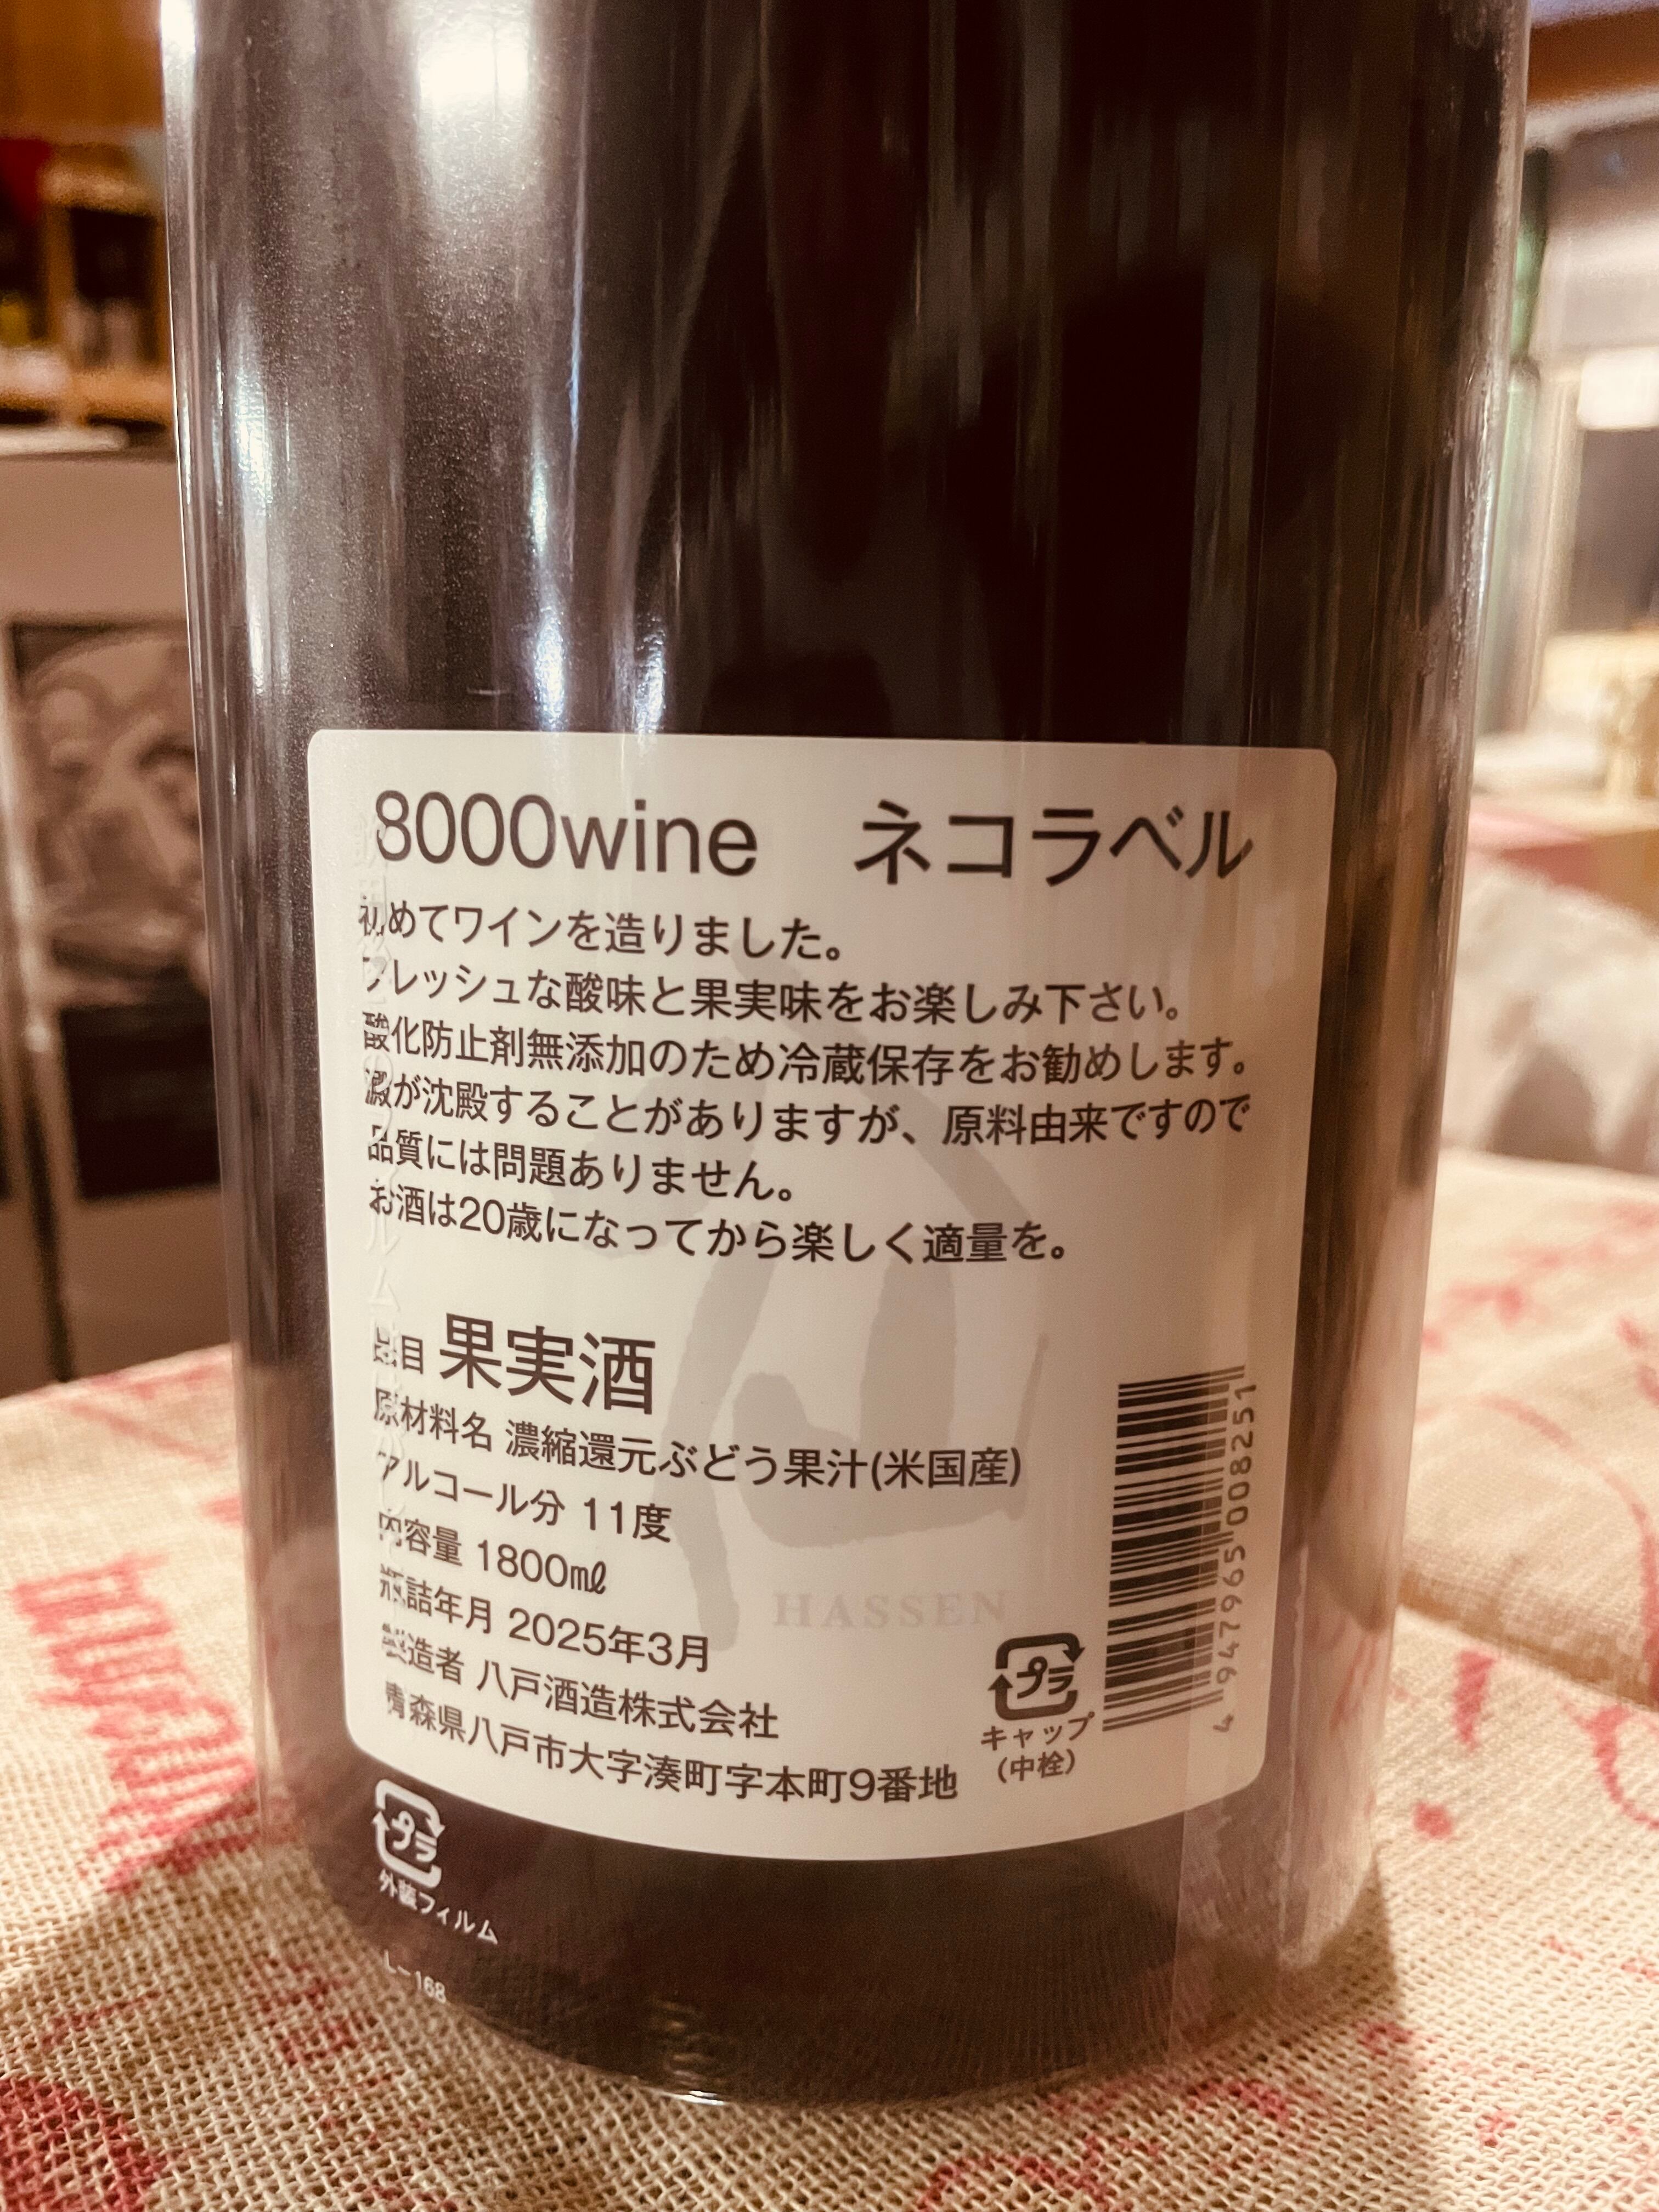 8000wine　ネコラベル
初めてワインを造りました。
フレッシュな酸味と果実味をお楽しみ下さい。
酸化防止剤無添加のため冷蔵保存をお勧めします。
澱が沈殿することがありますが、原料由来ですので
品質には問題ありません。
お酒は20歳になってから楽しく適量を。
品目 果実酒
原材料名 濃縮還元ぶどう果汁(米国産)
アルコール分 11度
内容量 1800㎖
瓶詰年月 2025年3月
製造者 八戸酒造株式会社
青森県八戸市大字湊町字本町9番地
HASSEN
プラ
キャップ
(中栓)
4947965008251
プラ
外装フィルム
L-168